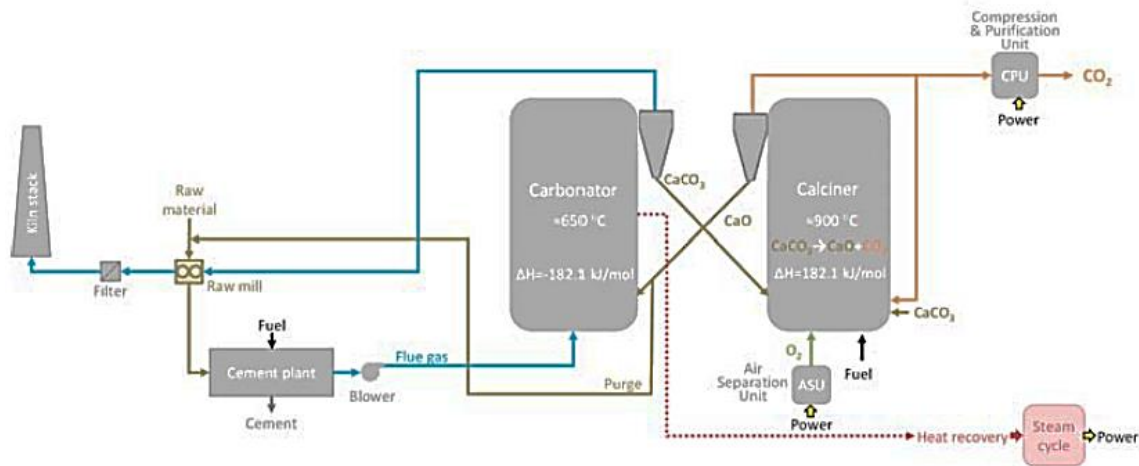 Compression
& Purification
Unit
CPU
CO₂
Power
Kiln stack
Raw
material
Filter
Raw mill
Fuel
Cement plant
Cement
Blower
Flue gas
Purge
Carbonator
≈650 °C
ΔH=-182.1 kJ/mol
CaCO₃
CaO
Calciner
≈900 °C
CaCO₃→CaO+CO₂
ΔH=182.1 kJ/mol
CaCO₃
O₂
Fuel
Air
Separation
Unit
ASU
Power
Heat recovery
Steam
cycle
Power